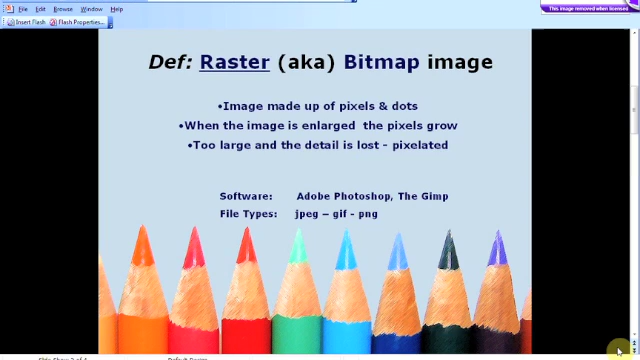 File Edit Browse Window Help
This image removed when licensed
Insert Flash Flash Properties...
Def: Raster (aka) Bitmap image
•Image made up of pixels & dots
•When the image is enlarged the pixels grow
•Too large and the detail is lost - pixelated
Software: Adobe Photoshop, The Gimp
File Types: jpeg – gif - png